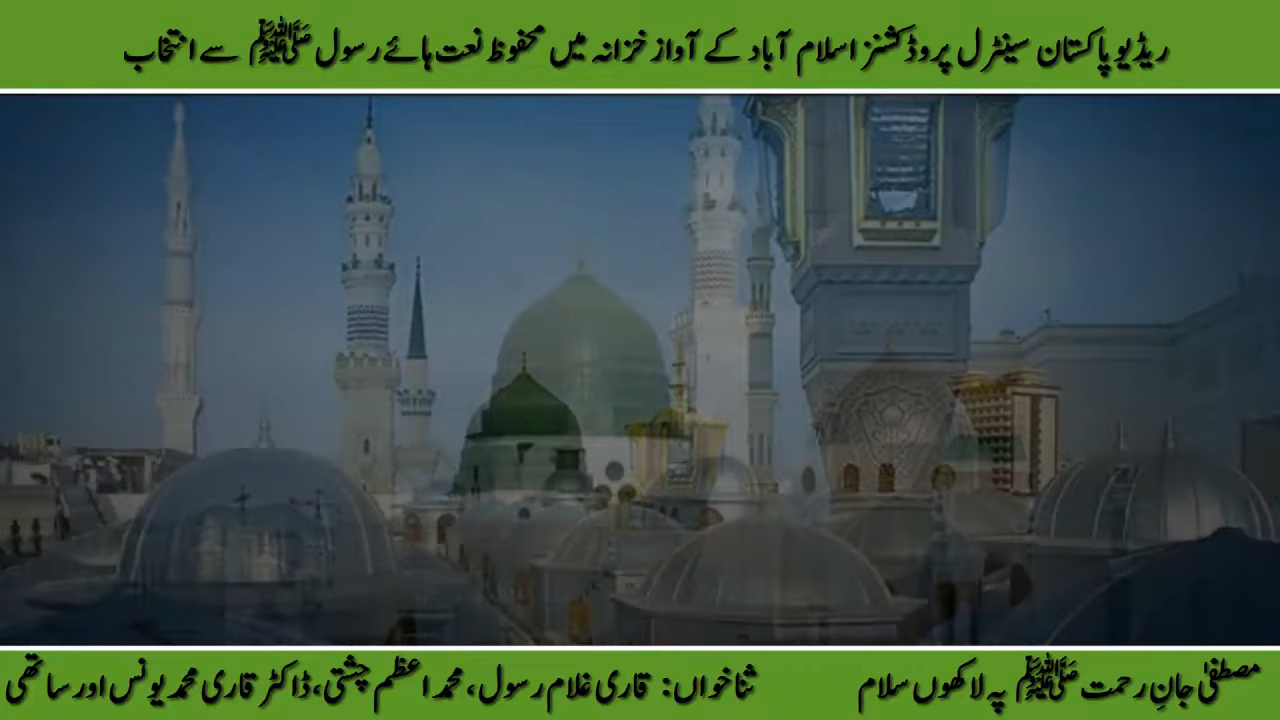 ریڈیو پاکستان سینٹرل پروڈکشنز اسلام آباد کے آواز خزانہ میں محفوظ نعت ہائے رسول ﷺ سے انتخاب
مصطفیٰ جانِ رحمت ﷺ پہ لاکھوں سلام ثناخواں: قاری غلام رسول، محمد اعظم چشتی، ڈاکٹر قاری محمد یونس اور ساتھی